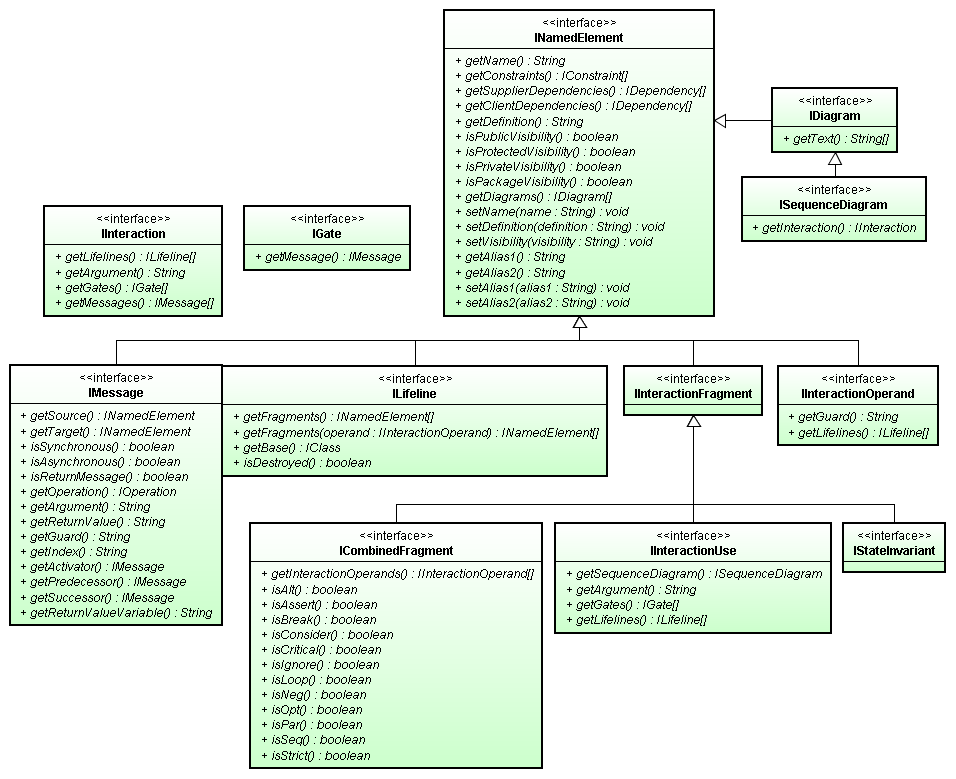 <<interface>>
INamedElement
+ getName() : String
+ getConstraints() : IConstraint[]
+ getSupplierDependencies() : IDependency[]
+ getClientDependencies() : IDependency[]
+ getDefinition() : String
+ isPublicVisibility() : boolean
+ isProtectedVisibility() : boolean
+ isPrivateVisibility() : boolean
+ isPackageVisibility() : boolean
+ getDiagrams() : IDiagram[]
+ setName(name : String) : void
+ setDefinition(definition : String) : void
+ setVisibility(visibility : String) : void
+ getAlias1() : String
+ getAlias2() : String
+ setAlias1(alias1 : String) : void
+ setAlias2(alias2 : String) : void
<<interface>>
IDiagram
+ getText() : String[]
<<interface>>
ISequenceDiagram
+ getInteraction() : IInteraction
<<interface>>
IInteraction
+ getLifelines() : ILifeline[]
+ getArgument() : String
+ getGates() : IGate[]
+ getMessages() : IMessage[]
<<interface>>
IGate
+ getMessage() : IMessage
<<interface>>
IMessage
+ getSource() : INamedElement
+ getTarget() : INamedElement
+ isSynchronous() : boolean
+ isAsynchronous() : boolean
+ isReturnMessage() : boolean
+ getOperation() : IOperation
+ getArgument() : String
+ getReturnValue() : String
+ getGuard() : String
+ getIndex() : String
+ getActivator() : IMessage
+ getPredecessor() : IMessage
+ getSuccessor() : IMessage
+ getReturnValueVariable() : String
<<interface>>
ILifeline
+ getFragments() : INamedElement[]
+ getFragments(operand : IInteractionOperand) : INamedElement[]
+ getBase() : IClass
+ isDestroyed() : boolean
<<interface>>
IInteractionFragment
<<interface>>
IInteractionOperand
+ getGuard() : String
+ getLifelines() : ILifeline[]
<<interface>>
ICombinedFragment
+ getInteractionOperands() : IInteractionOperand[]
+ isAlt() : boolean
+ isAssert() : boolean
+ isBreak() : boolean
+ isConsider() : boolean
+ isCritical() : boolean
+ isIgnore() : boolean
+ isLoop() : boolean
+ isNeg() : boolean
+ isOpt() : boolean
+ isPar() : boolean
+ isSeq() : boolean
+ isStrict() : boolean
<<interface>>
IInteractionUse
+ getSequenceDiagram() : ISequenceDiagram
+ getArgument() : String
+ getGates() : IGate[]
+ getLifelines() : ILifeline[]
<<interface>>
IStateInvariant